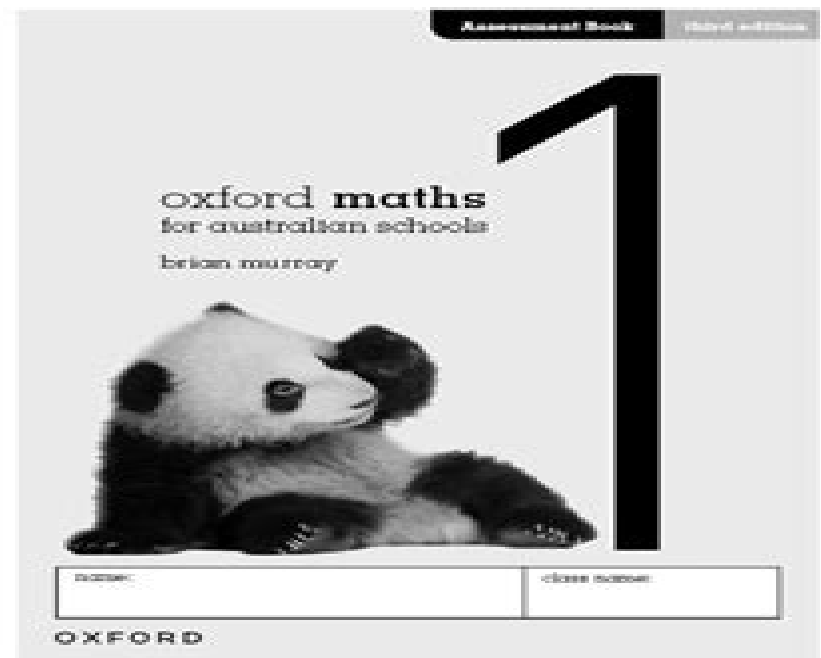 Assessment Book third edition
1
oxford maths
for australian schools
brian murray
name: class name:
OXFORD